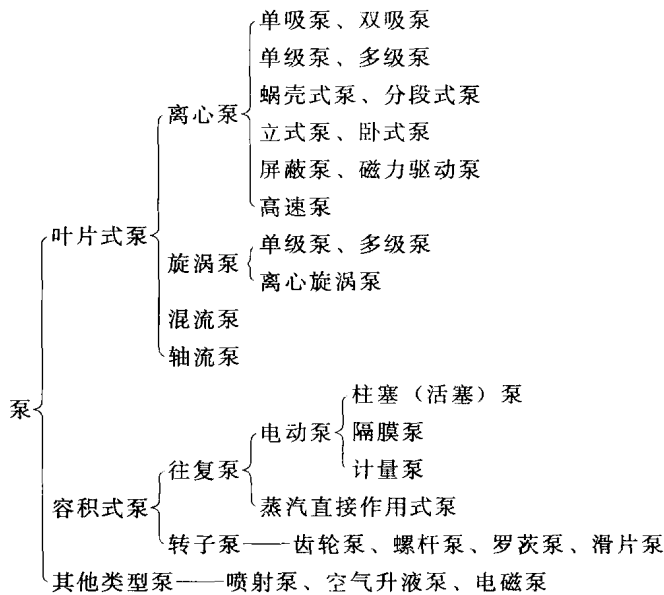 单吸泵、双吸泵
单级泵、多级泵
蜗壳式泵、分段式泵
离心泵
立式泵、卧式泵
屏蔽泵、磁力驱动泵
高速泵
叶片式泵
单级泵、多级泵
旋涡泵
离心旋涡泵
混流泵
轴流泵
泵
柱塞（活塞）泵
电动泵
隔膜泵
往复泵
计量泵
容积式泵
蒸汽直接作用式泵
转子泵——齿轮泵、螺杆泵、罗茨泵、滑片泵
其他类型泵——喷射泵、空气升液泵、电磁泵